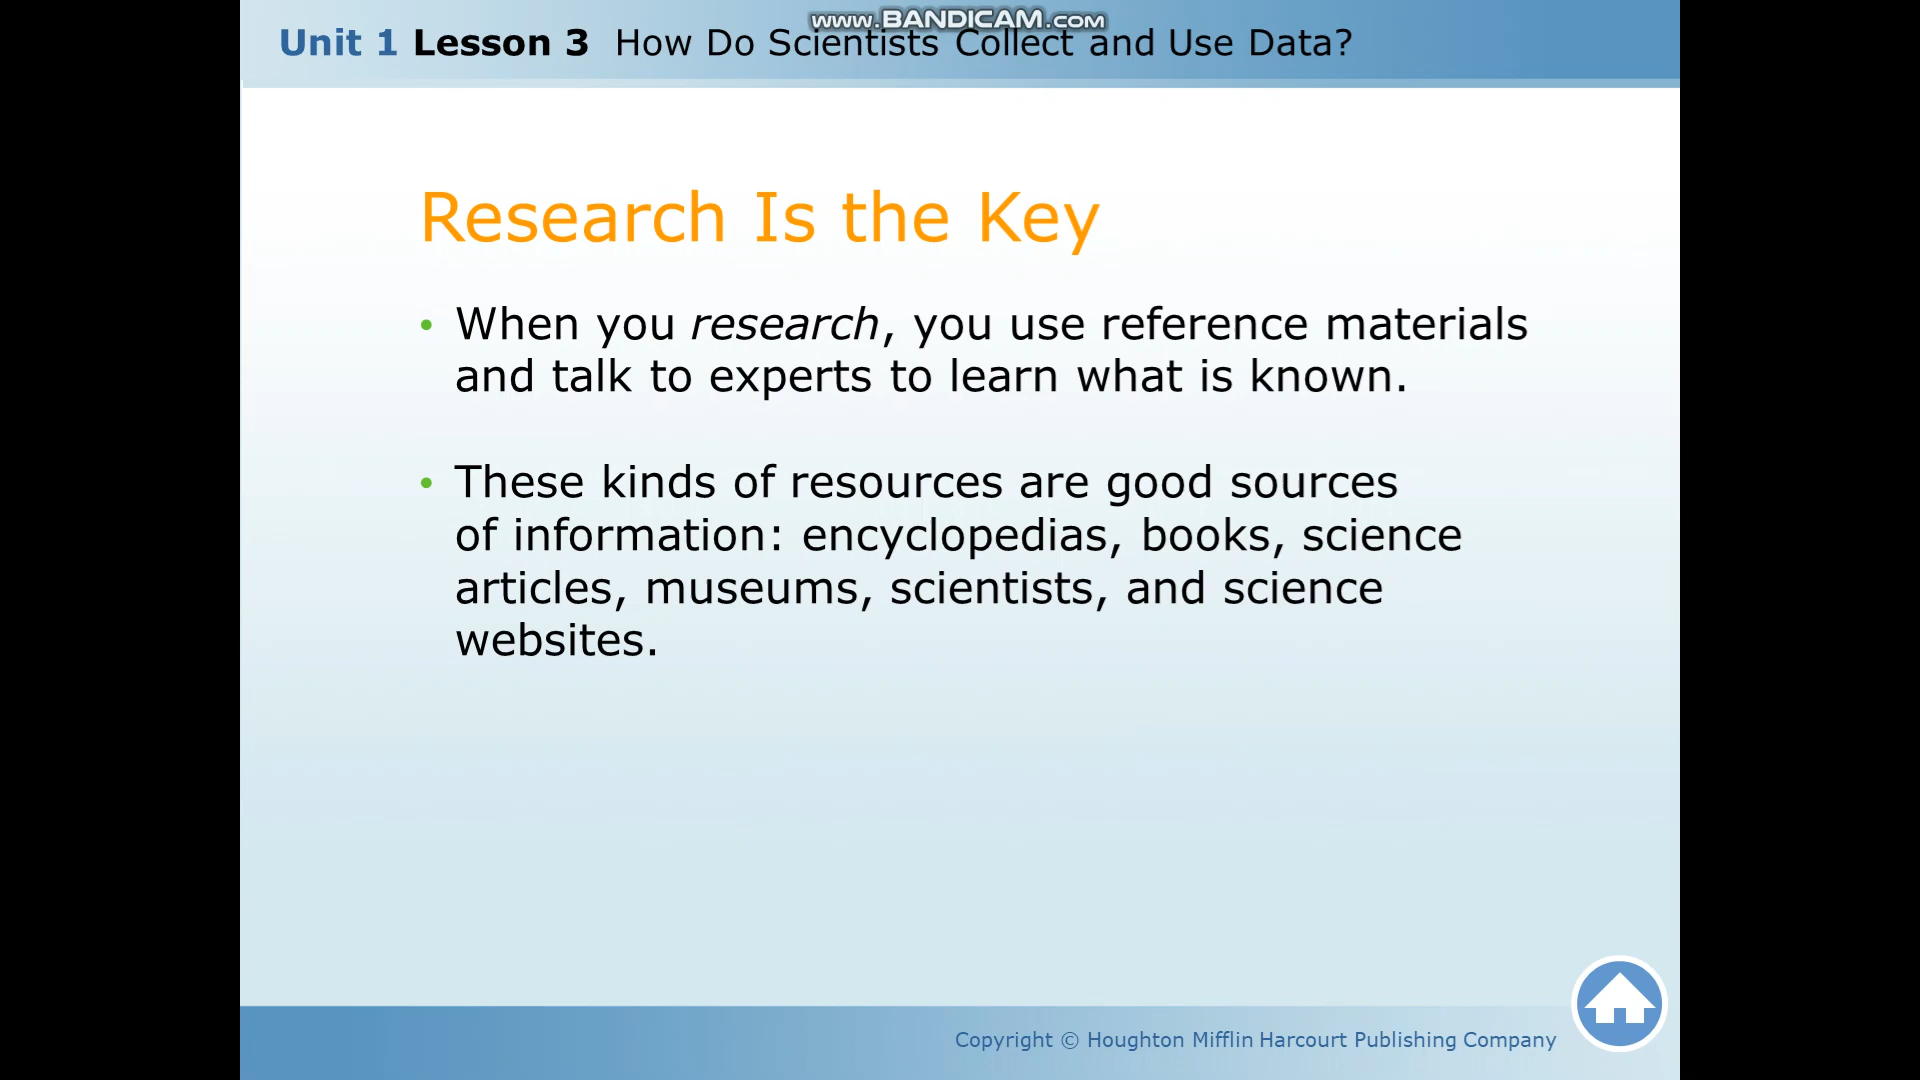 www.BANDICAM.com
Unit 1 Lesson 3 How Do Scientists Collect and Use Data?
Research Is the Key
• When you research, you use reference materials
and talk to experts to learn what is known.
• These kinds of resources are good sources
of information: encyclopedias, books, science
articles, museums, scientists, and science
websites.
Copyright © Houghton Mifflin Harcourt Publishing Company